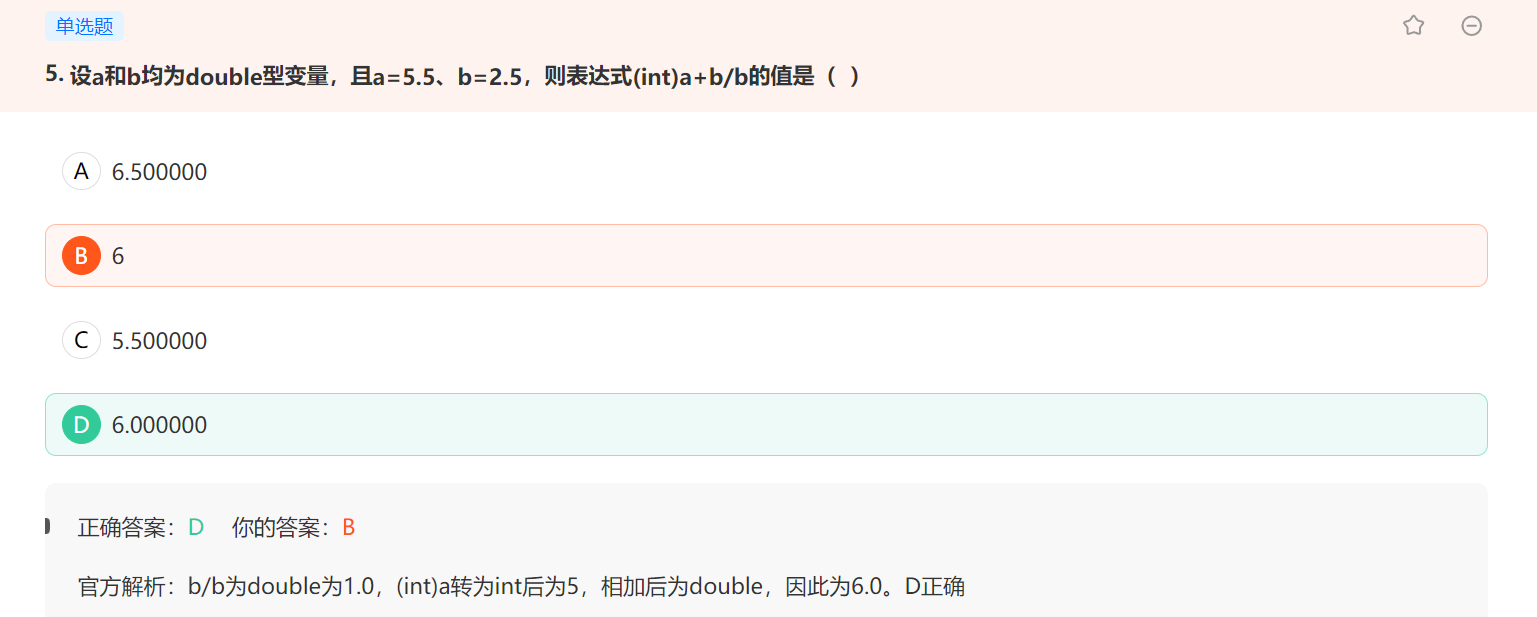 单选题
5. 设a和b均为double型变量，且a=5.5、b=2.5，则表达式(int)a+b/b的值是（ ）
A 6.500000
B 6
C 5.500000
D 6.000000
正确答案：D 你的答案：B
官方解析：b/b为double为1.0，(int)a转为int后为5，相加后为double，因此为6.0。D正确